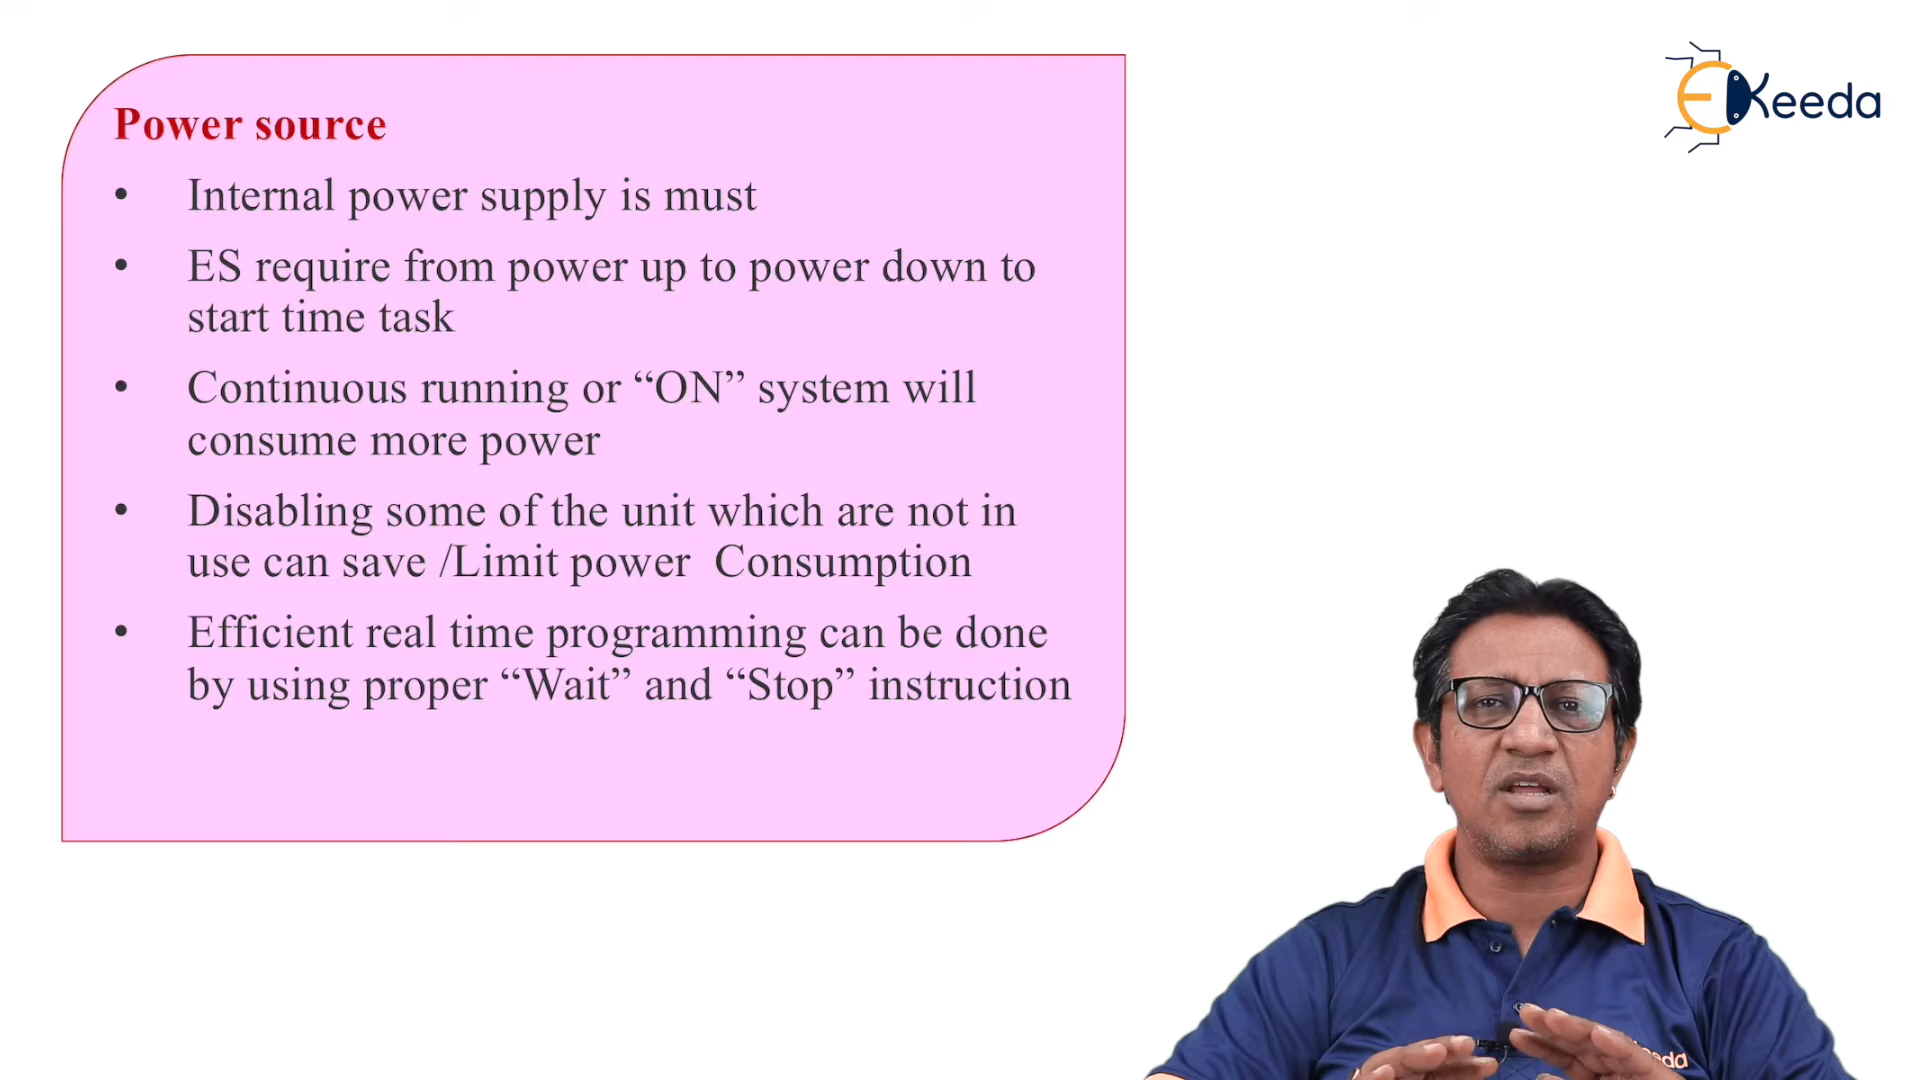 Power source
• Internal power supply is must
• ES require from power up to power down to
start time task
• Continuous running or “ON” system will
consume more power
• Disabling some of the unit which are not in
use can save /Limit power  Consumption
• Efficient real time programming can be done
by using proper “Wait” and “Stop” instruction
EKeeda
eeda